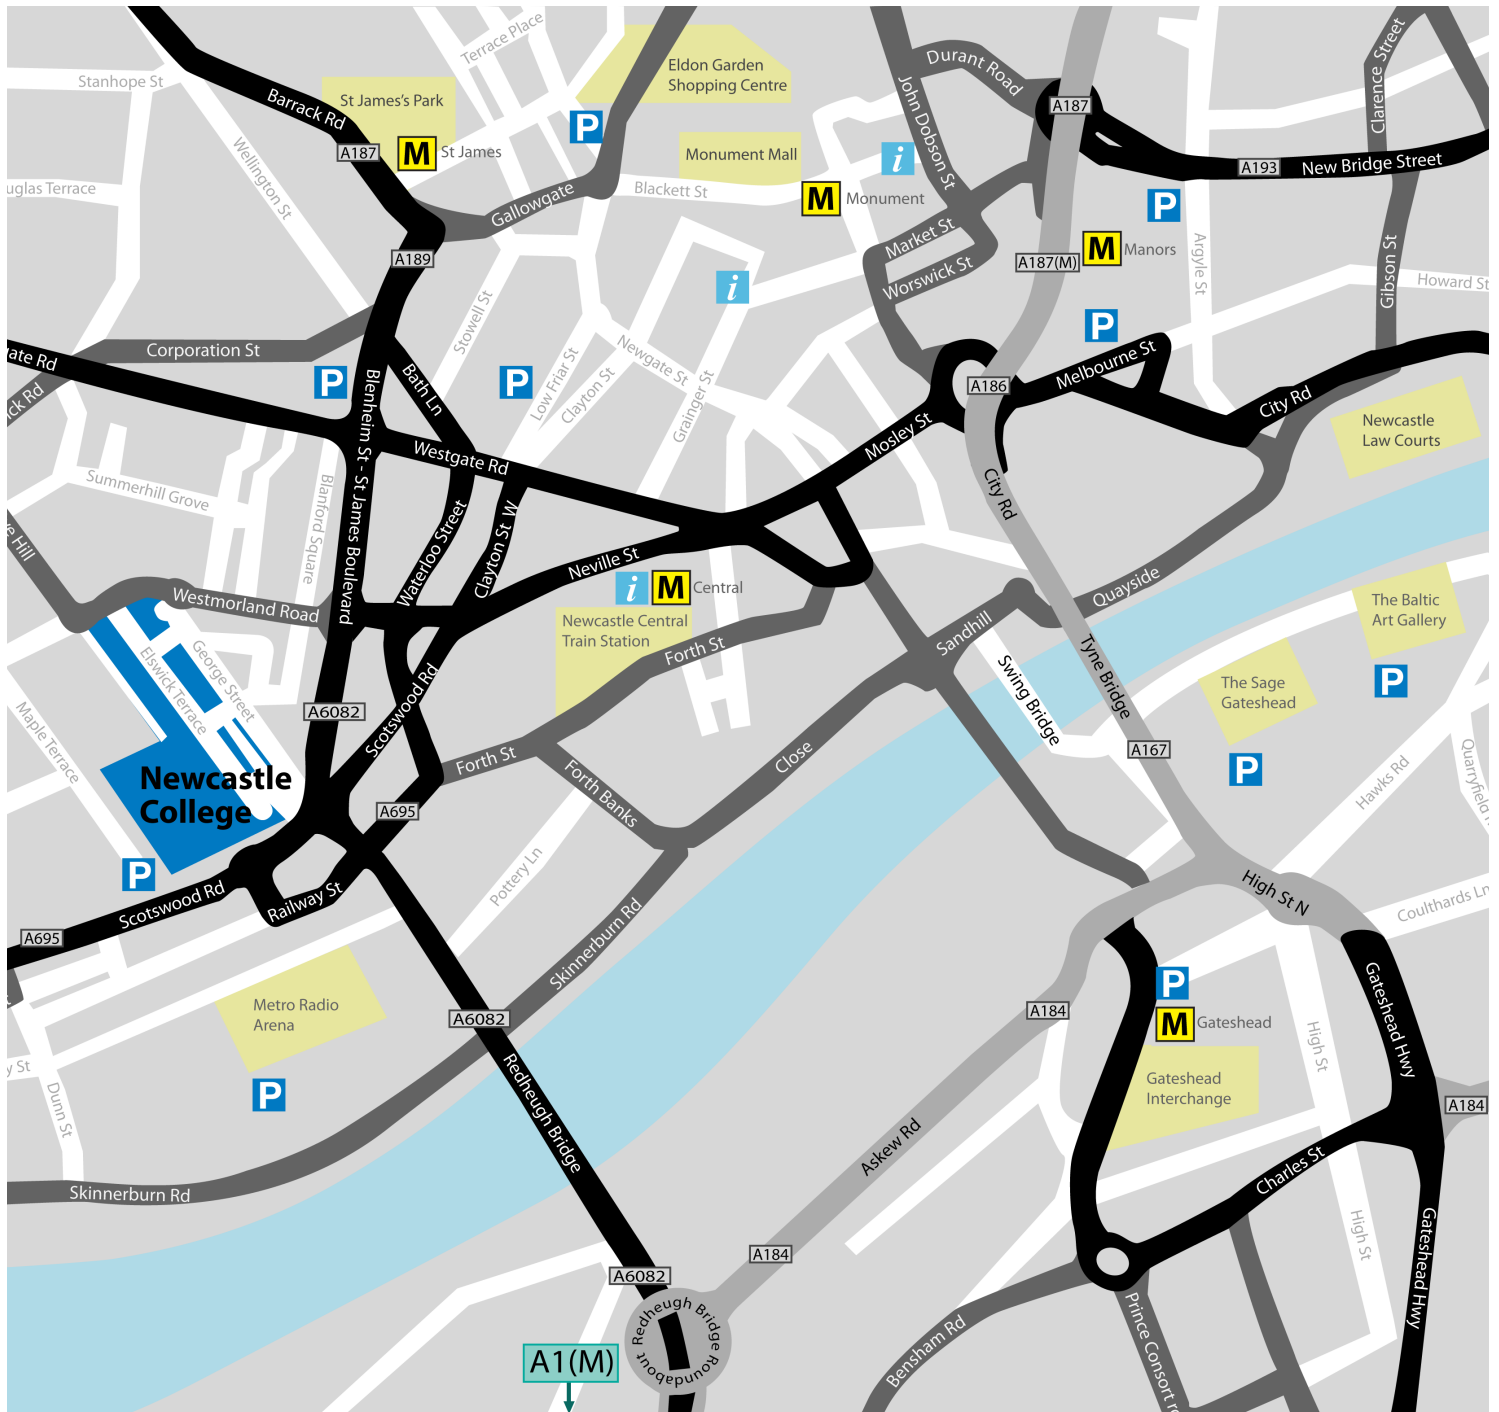 Terrace Place
Stanhope St
Barrack Rd
St James's Park
Eldon Garden
Shopping Centre
Durant Road
John Dobson St
Clarence Street
A187
A187
P
M
St James
Monument Mall
i
A193
New Bridge Street
Wellington St
uglas Terrace
Gallowgate
Blackett St
M
Monument
P
Market St
Worswick St
A187(M)
M
Manors
Argyle St
Gibson St
Howard St
A189
i
Stowell St
Corporation St
ate Rd
ck Rd
P
Blenheim St - St James Boulevard
Bath Ln
P
Low Friar St
Clayton St
Newgate St
Grainger St
P
A186
Melbourne St
City Rd
Newcastle
Law Courts
Mosley St
Westgate Rd
Summerhill Grove
Blanford Square
Waterloo Street
Clayton St W
City Rd
e Hill
Neville St
i
M
Central
Newcastle Central
Train Station
Westmorland Road
Forth St
Sandhill
Quayside
The Baltic
Art Gallery
P
The Sage
Gateshead
P
Swing Bridge
Tyne Bridge
A167
George Street
Elswick Terrace
Maple Terrace
A6082
Scotswood Rd
Newcastle
College
A695
Forth St
Forth Banks
Close
Hawks Rd
Quarryfield
Pottery Ln
P
Scotswood Rd
Railway St
A695
High St N
Coulthards Ln
Skinnerburn Rd
Metro Radio
Arena
P
A6082
A184
P
M
Gateshead
Gateshead Hwy
High St
Gateshead
Interchange
A184
y St
Dunn St
Redheugh Bridge
Askew Rd
Charles St
Skinnerburn Rd
High St
Gateshead Hwy
A184
A6082
Redheugh Bridge Roundabout
A1(M)
Bensham Rd
Prince Consort r